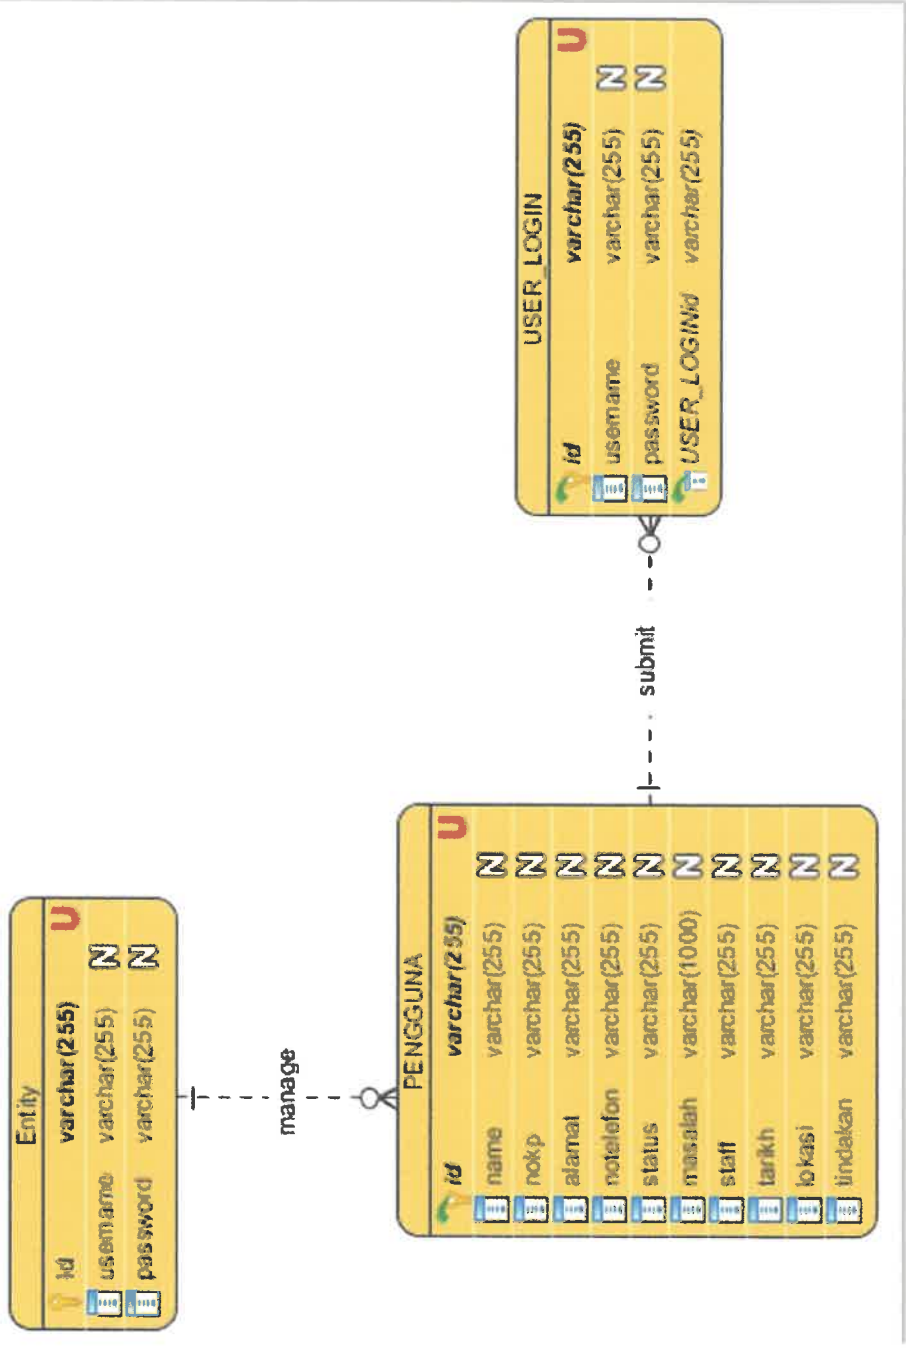 Entity
id varchar(255) U
username varchar(255) N
password varchar(255) N
manage
PENGGUNA
id varchar(255) U
name varchar(255) N
nokp varchar(255) N
alamat varchar(255) N
notelefon varchar(255) N
status varchar(255) N
masalah varchar(1000) N
staff varchar(255) N
tarikh varchar(255) N
lokasi varchar(255) N
tindakan varchar(255) N
submit
USER_LOGIN
id varchar(255) U
username varchar(255) N
password varchar(255) N
USER_LOGINid varchar(255)